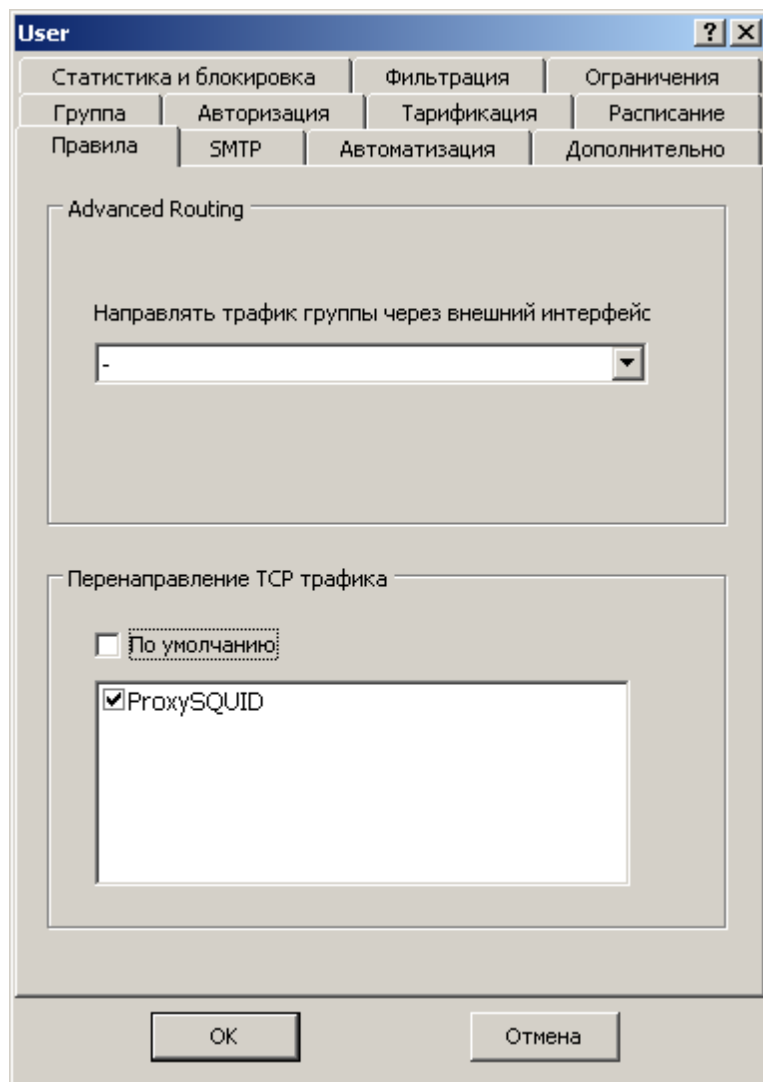 User
Статистика и блокировка Фильтрация Ограничения
Группа Авторизация Тарификация Расписание
Правила SMTP Автоматизация Дополнительно
Advanced Routing
Направлять трафик группы через внешний интерфейс
-
Перенаправление TCP трафика
По умолчанию
ProxySQUID
OK Отмена